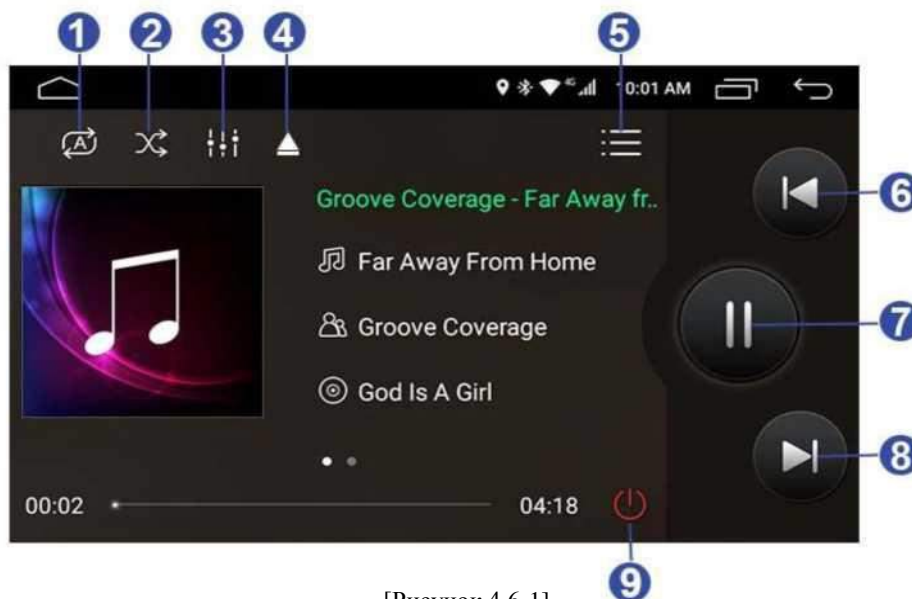 1 2 3 4 5
4G 10:01 AM
A
Groove Coverage - Far Away fr..
6
Far Away From Home
Groove Coverage
7
God Is A Girl
8
00:02 04:18
9
[Рисунок 4.6-1]